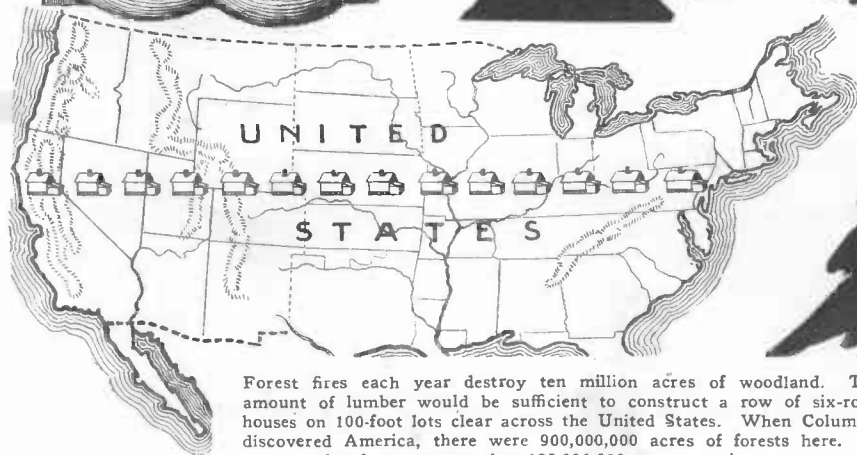 UNITED
STATES
Forest fires each year destroy ten million acres of woodland.
amount of lumber would be sufficient to construct a row of six-
houses on 100-foot lots clear across the United States. When Colum
discovered America, there were 900,000,000 acres of forests here.